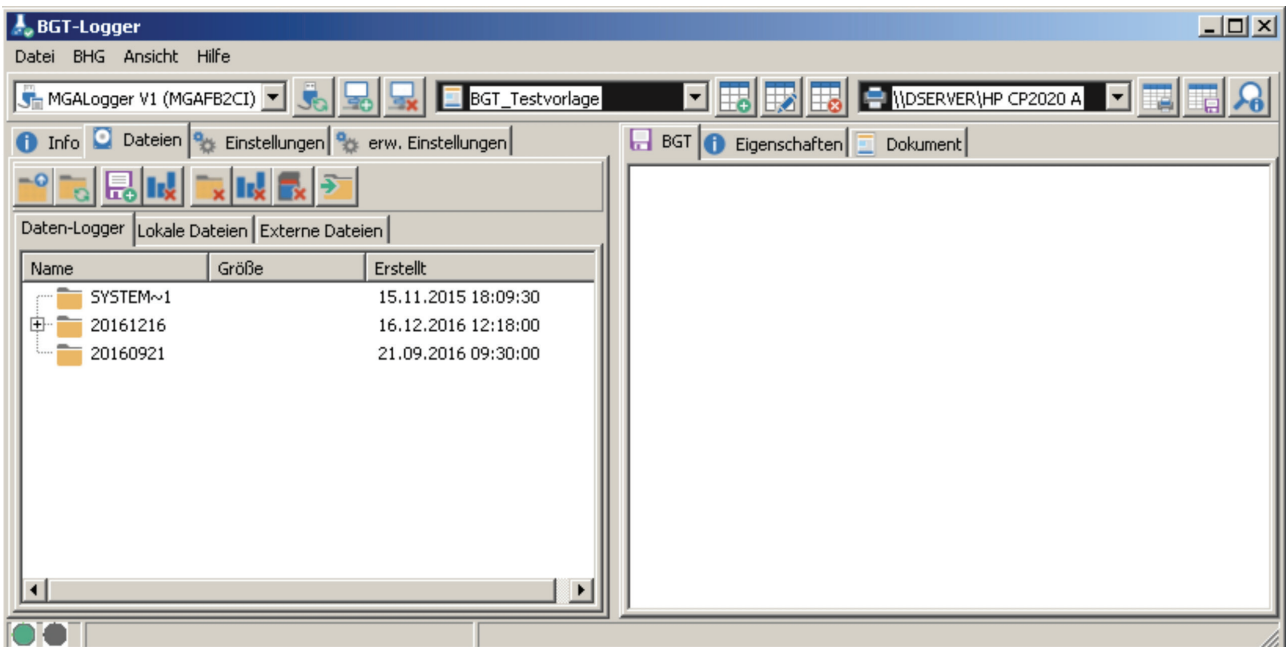 BGT-Logger
Datei BHG Ansicht Hilfe
MGALogger V1 (MGAFB2CI) BGT_Testvorlage \\DSERVER\HP CP2020 A
Info Dateien Einstellungen erw. Einstellungen BGT Eigenschaften Dokument
Daten-Logger Lokale Dateien Externe Dateien
Name Größe Erstellt
SYSTEM~1 15.11.2015 18:09:30
20161216 16.12.2016 12:18:00
20160921 21.09.2016 09:30:00